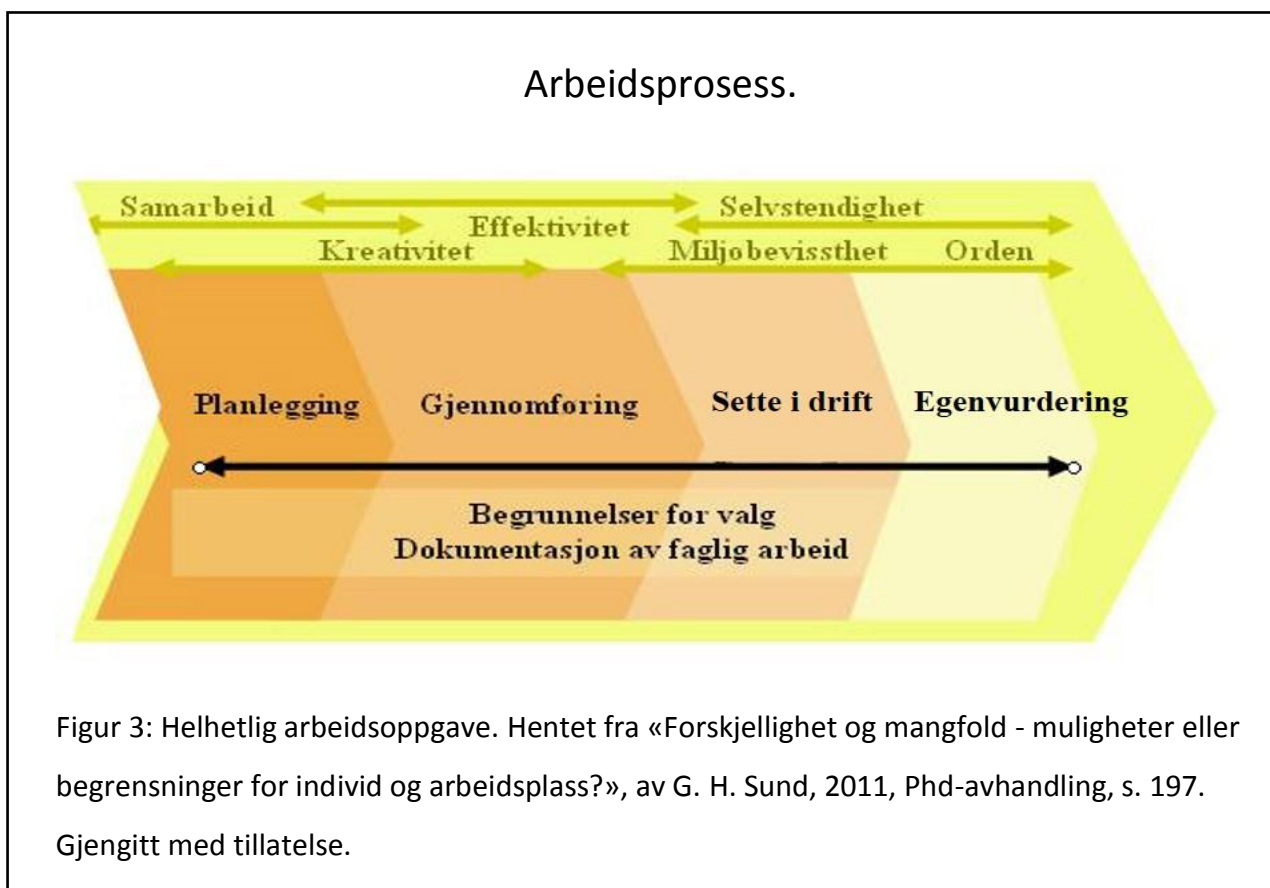 Arbeidsprosess.
Samarbeid
Selvstendighet
Effektivitet
Kreativitet
Miljøbevissthet
Orden
Planlegging
Gjennomføring
Sette i drift
Egenvurdering
Begrunnelser for valg
Dokumentasjon av faglig arbeid
Figur 3: Helhetlig arbeidsoppgave. Hentet fra «Forskjellighet og mangfold - muligheter eller
begrensninger for individ og arbeidsplass?», av G. H. Sund, 2011, Phd-avhandling, s. 197.
Gjengitt med tillatelse.